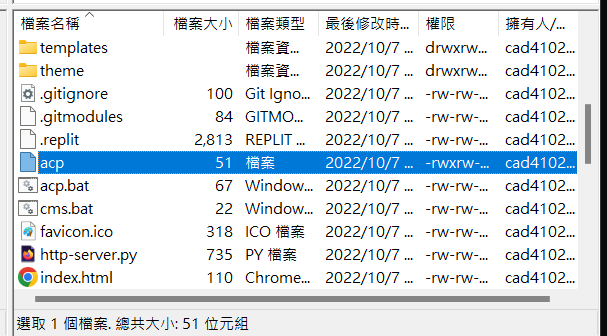 檔案名稱 檔案大小 檔案類型 最後修改時... 權限 擁有人/...
templates 檔案資... 2022/10/7 ... drwxrw... cad4102...
theme 檔案資... 2022/10/7 ... drwxrw... cad4102...
.gitignore 100 Git Igno... 2022/10/7 ... -rw-rw-... cad4102...
.gitmodules 84 GITMO... 2022/10/7 ... -rw-rw-... cad4102...
.replit 2,813 REPLIT ... 2022/10/7 ... -rw-rw-... cad4102...
acp 51 檔案 2022/10/7 ... -rwxrw-... cad4102...
acp.bat 67 Window... 2022/10/7 ... -rw-rw-... cad4102...
cms.bat 22 Window... 2022/10/7 ... -rw-rw-... cad4102...
favicon.ico 318 ICO 檔案 2022/10/7 ... -rw-rw-... cad4102...
http-server.py 735 PY 檔案 2022/10/7 ... -rw-rw-... cad4102...
index.html 110 Chrome... 2022/10/7 ... -rw-rw-... cad4102...
選取 1 個檔案. 總共大小: 51 位元組